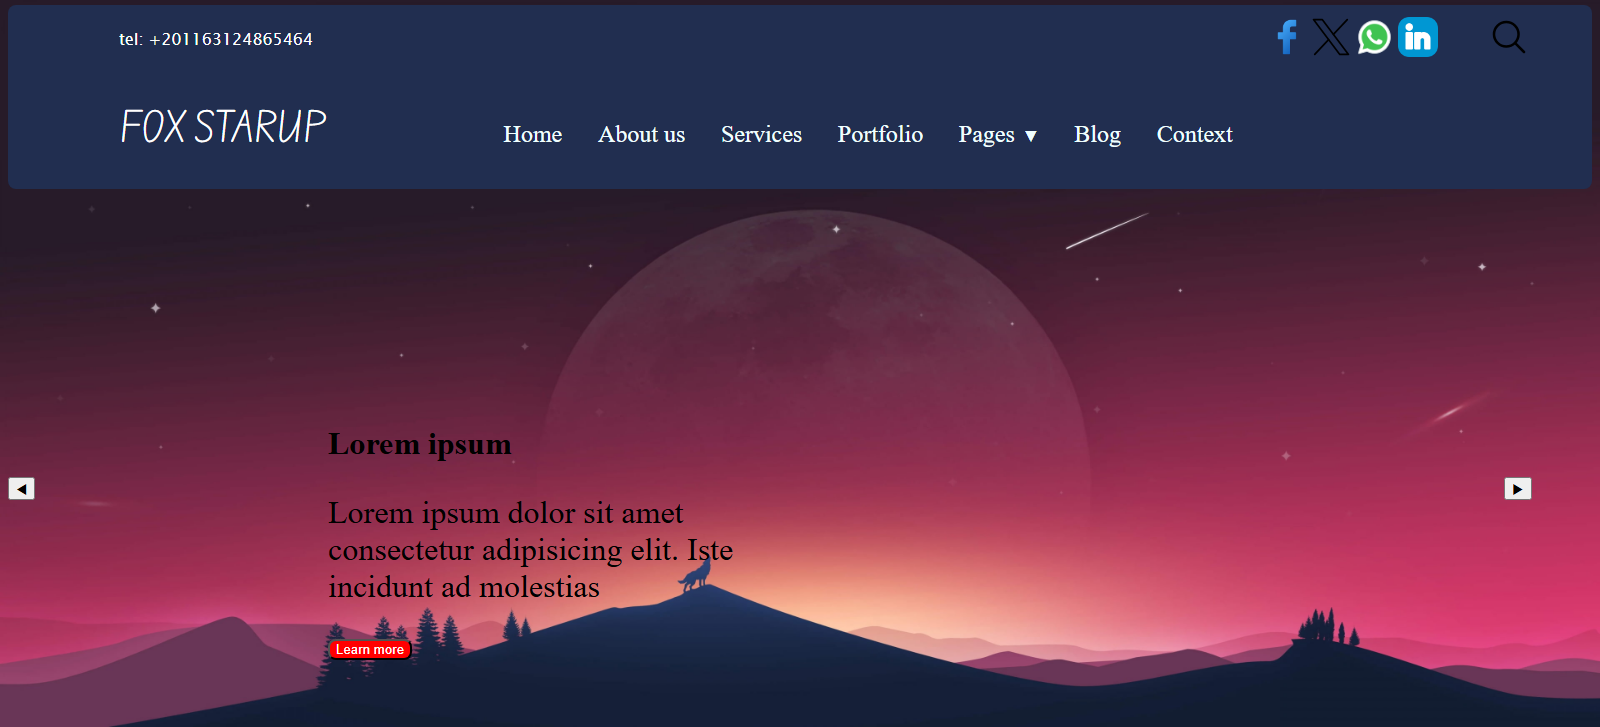 tel: +201163124865464
FOX STARUP
Home About us Services Portfolio Pages ▼ Blog Context
Lorem ipsum
Lorem ipsum dolor sit amet
consectetur adipisicing elit. Iste
incidunt ad molestias
Learn more